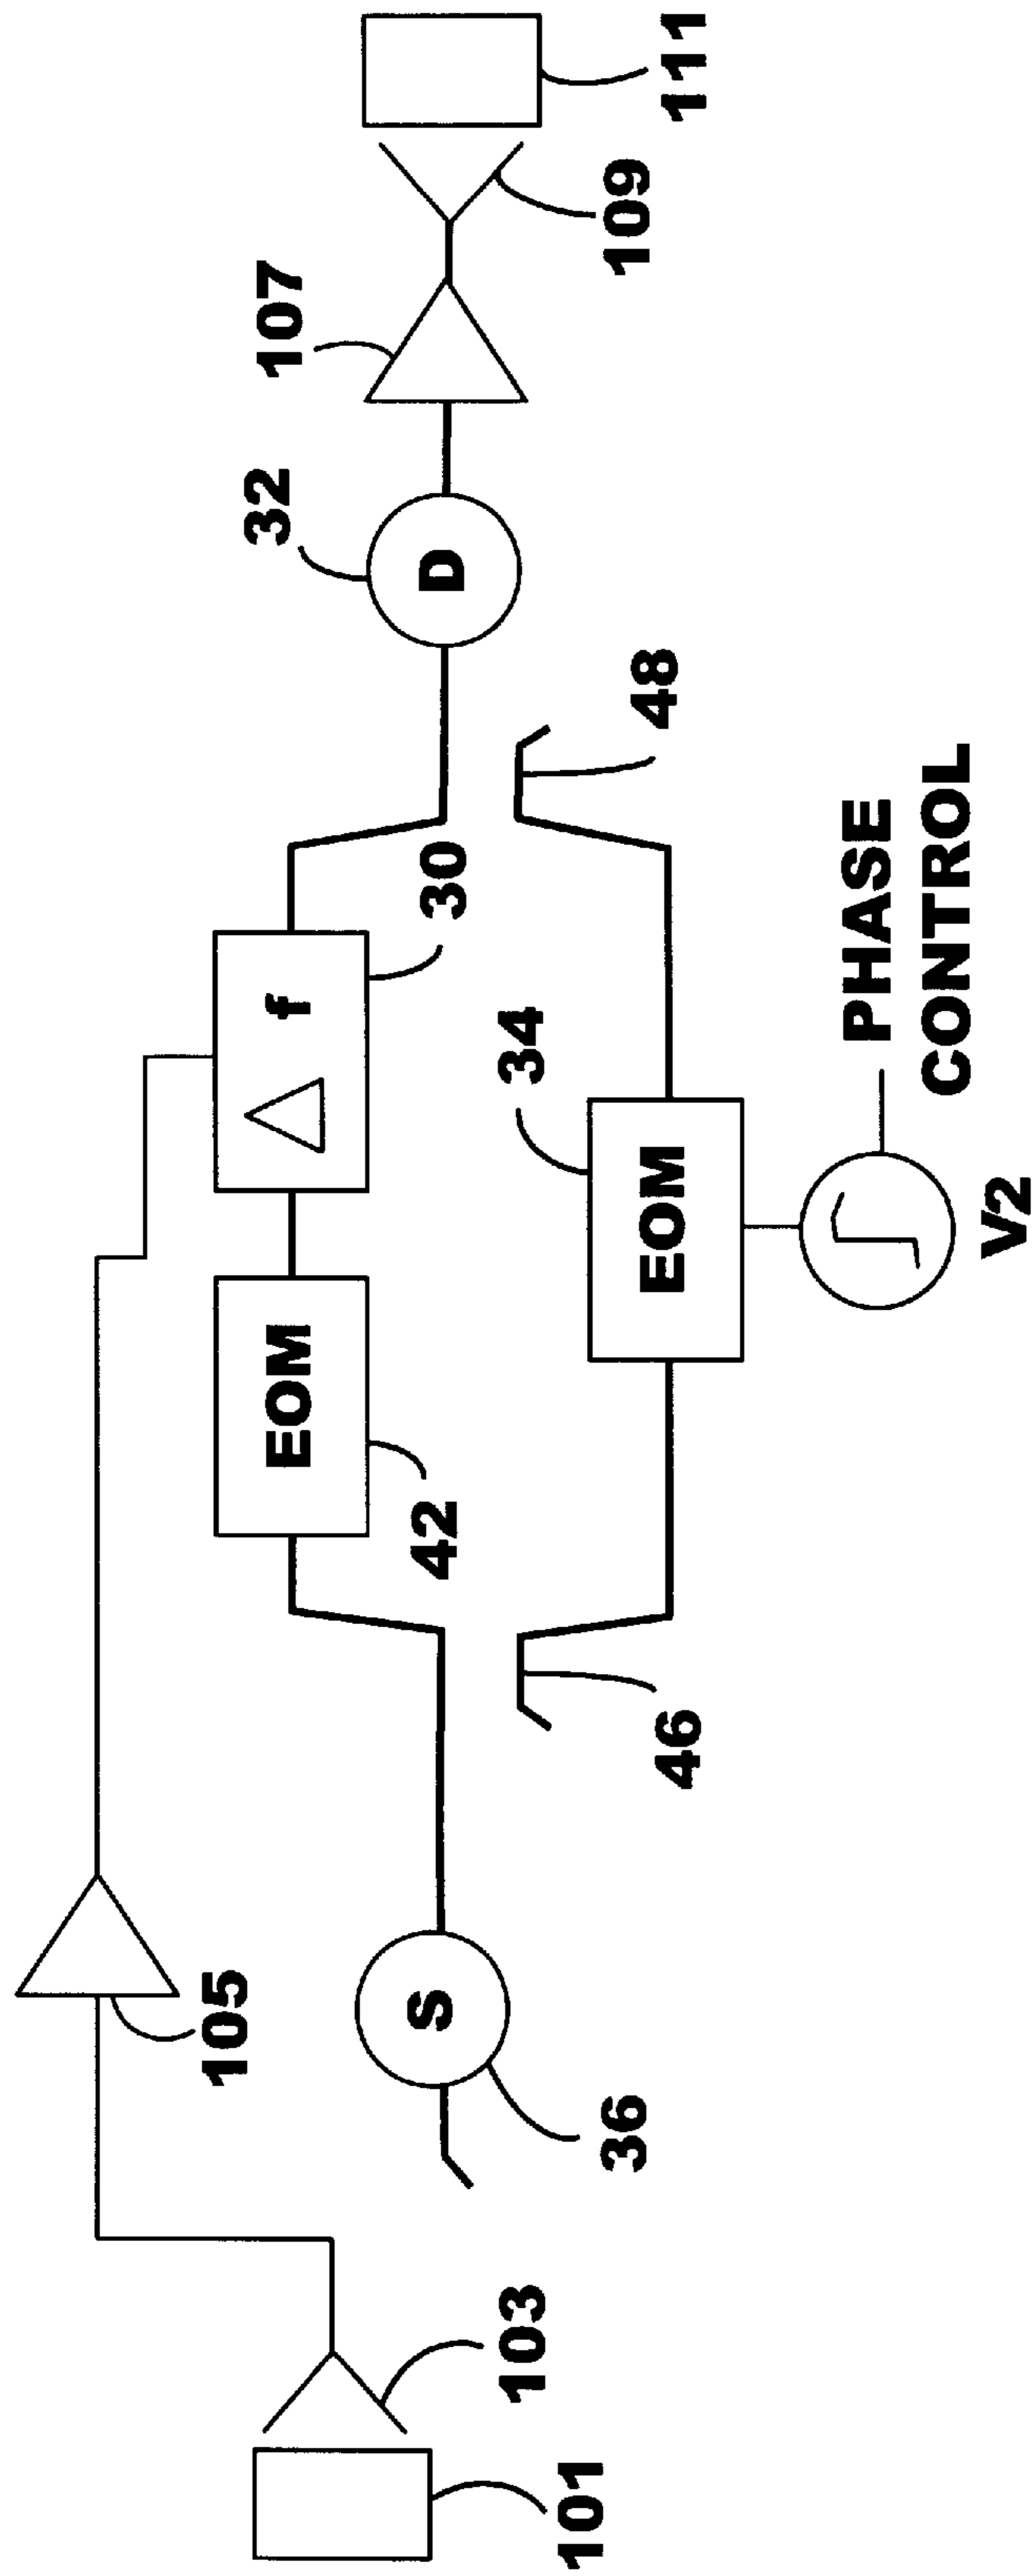 101
103
105
36
S
42
EOM
△ f
30
46
EOM
34
V2
PHASE
CONTROL
48
D
32
107
109
111